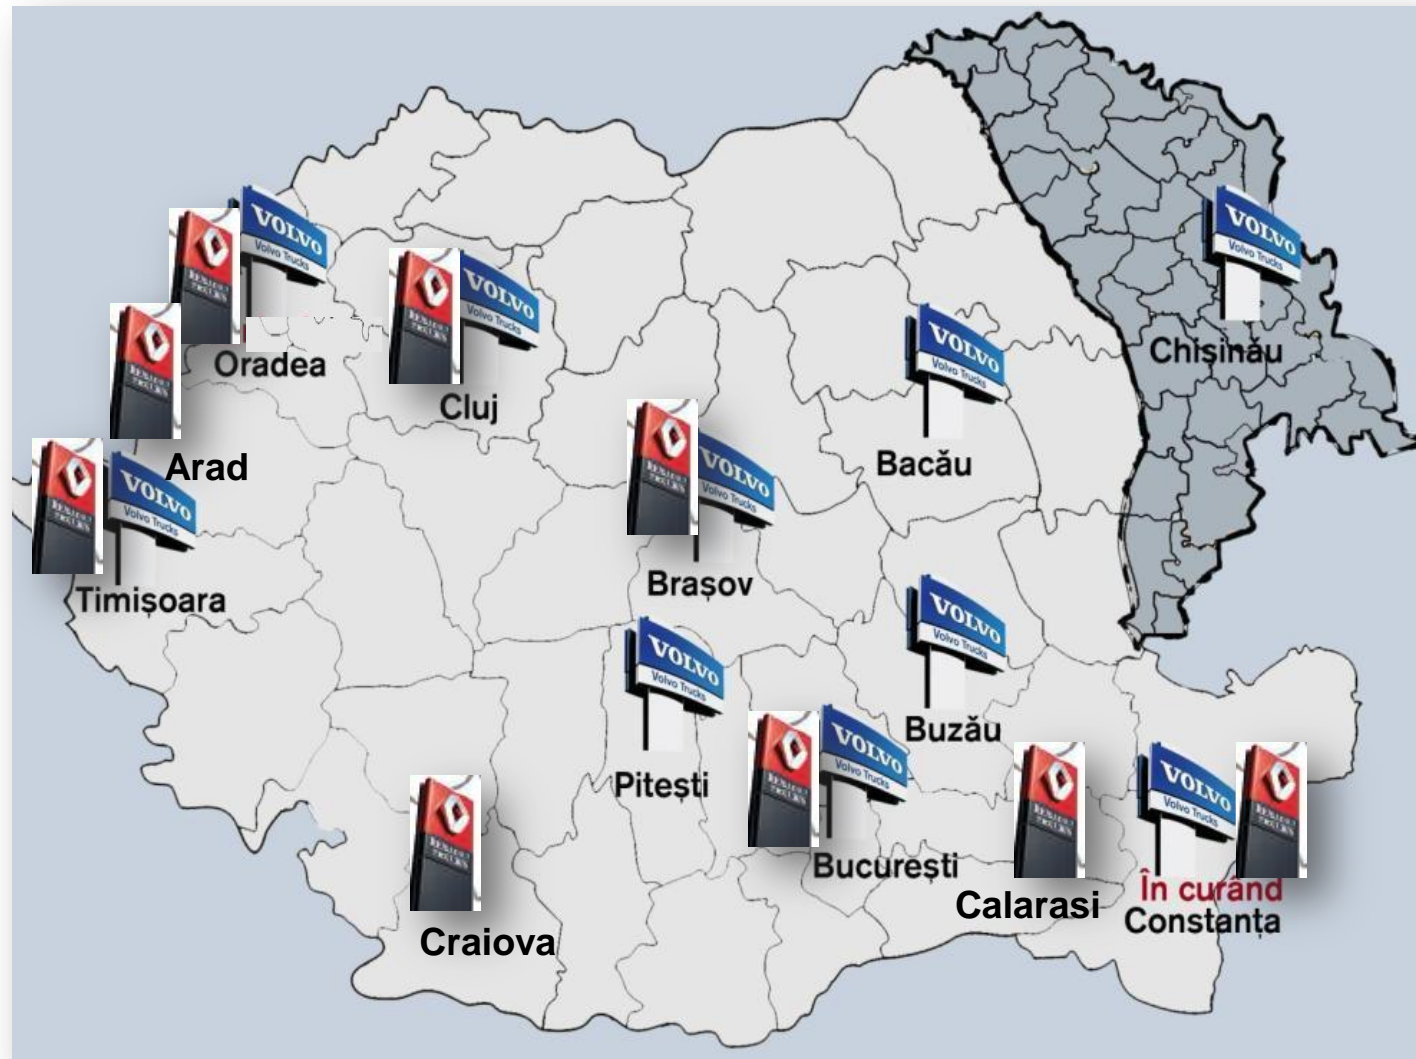 VOLVO
Volvo Trucks
Oradea
VOLVO
Volvo Trucks
Cluj
VOLVO
Volvo Trucks
Chișinău
VOLVO
Volvo Trucks
Bacău
Arad
VOLVO
Volvo Trucks
Timișoara
VOLVO
Volvo Trucks
Brașov
VOLVO
Volvo Trucks
Buzău
VOLVO
Volvo Trucks
Pitești
VOLVO
Volvo Trucks
București
Calarasi
VOLVO
Volvo Trucks
În curând
Constanța
Craiova